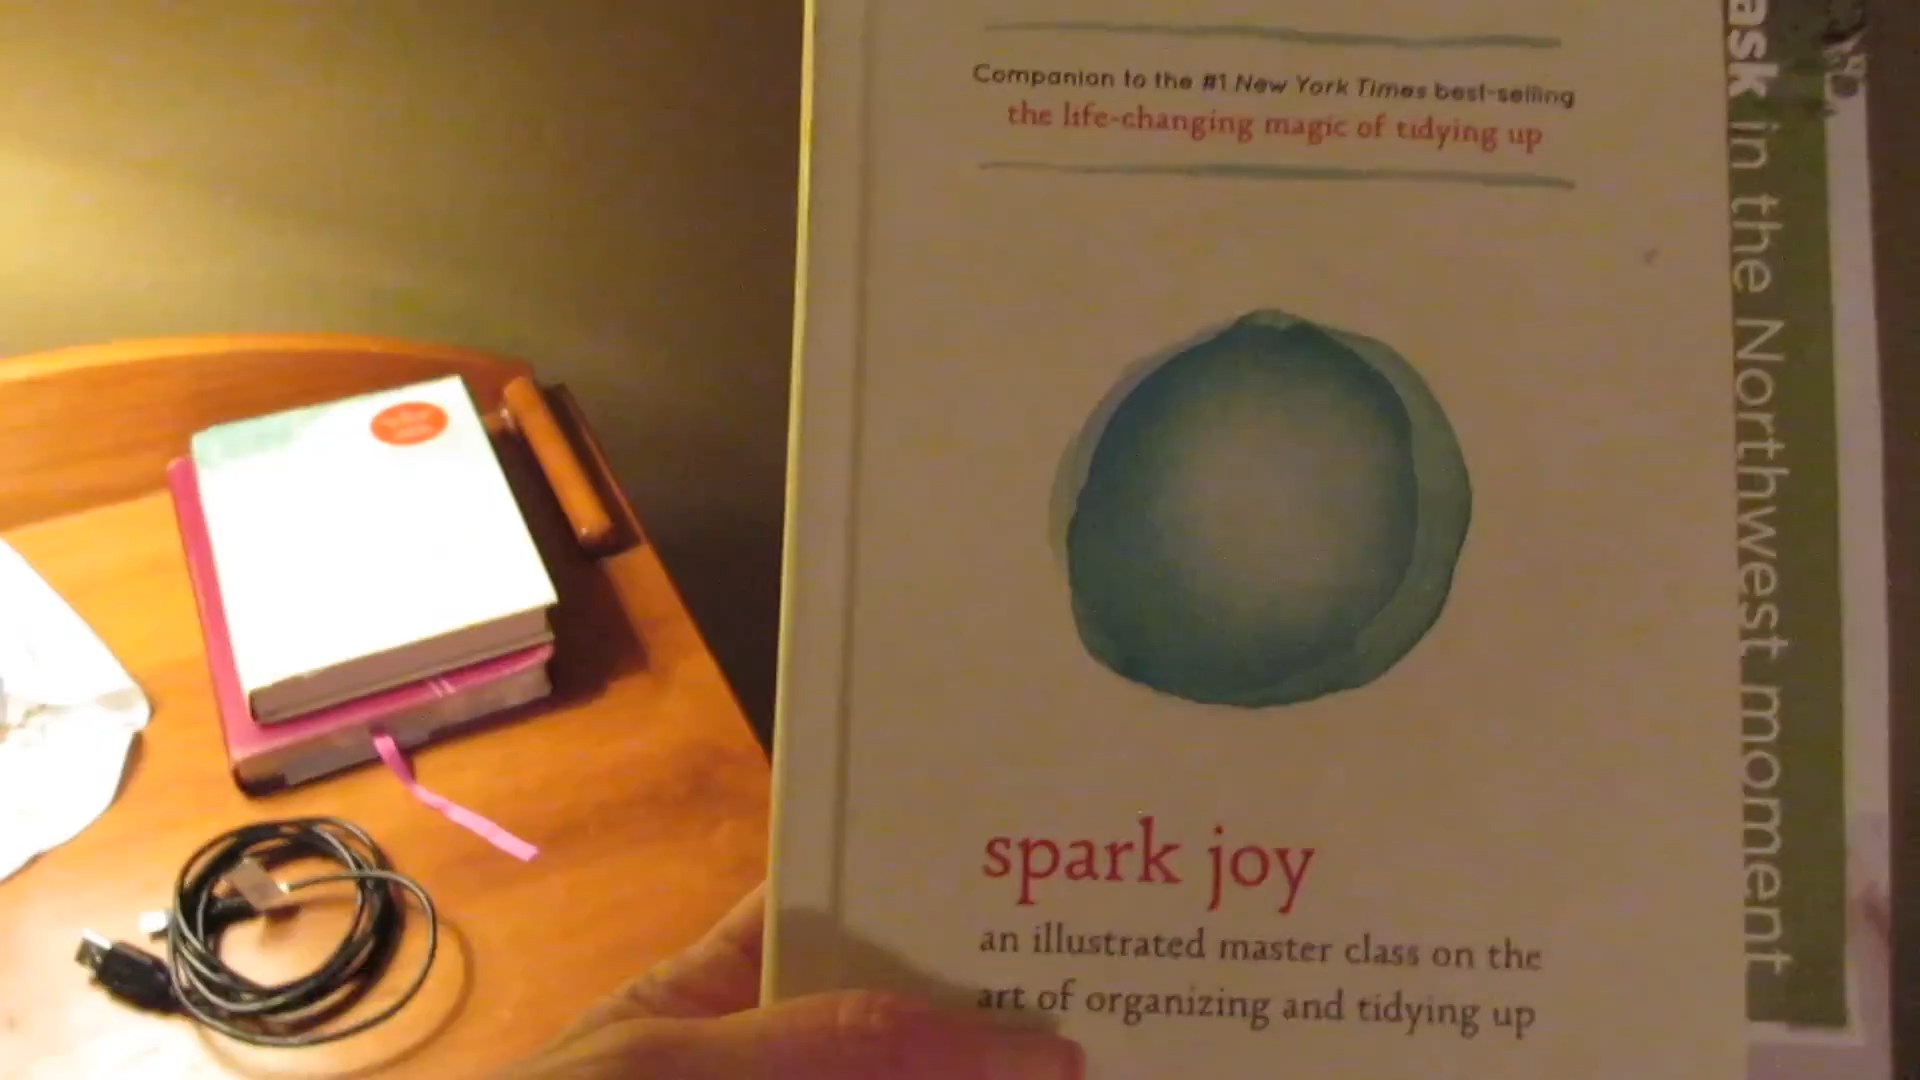 Companion to the #1 New York Times best-selling
the life-changing magic of tidying up
spark joy
an illustrated master class on the
art of organizing and tidying up
ask in the Northwest moment